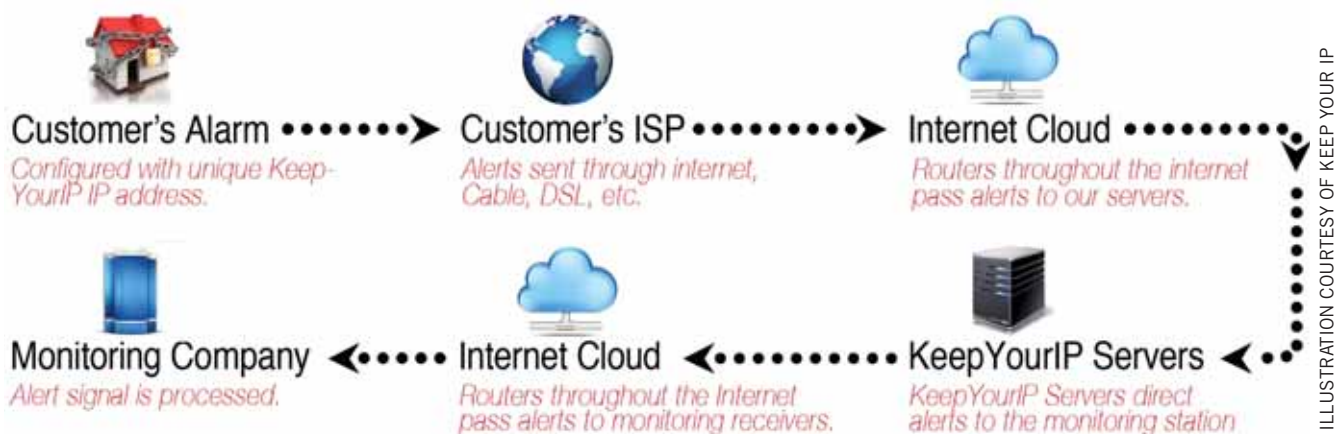 Customer's Alarm
Configured with unique Keep-
YourIP IP address.
Customer's ISP
Alerts sent through internet,
Cable, DSL, etc.
Internet Cloud
Routers throughout the internet
pass alerts to our servers.
KeepYourIP Servers
KeepYourIP Servers direct
alerts to the monitoring station
Internet Cloud
Routers throughout the Internet
pass alerts to monitoring receivers.
Monitoring Company
Alert signal is processed.
ILLUSTRATION COURTESY OF KEEP YOUR IP